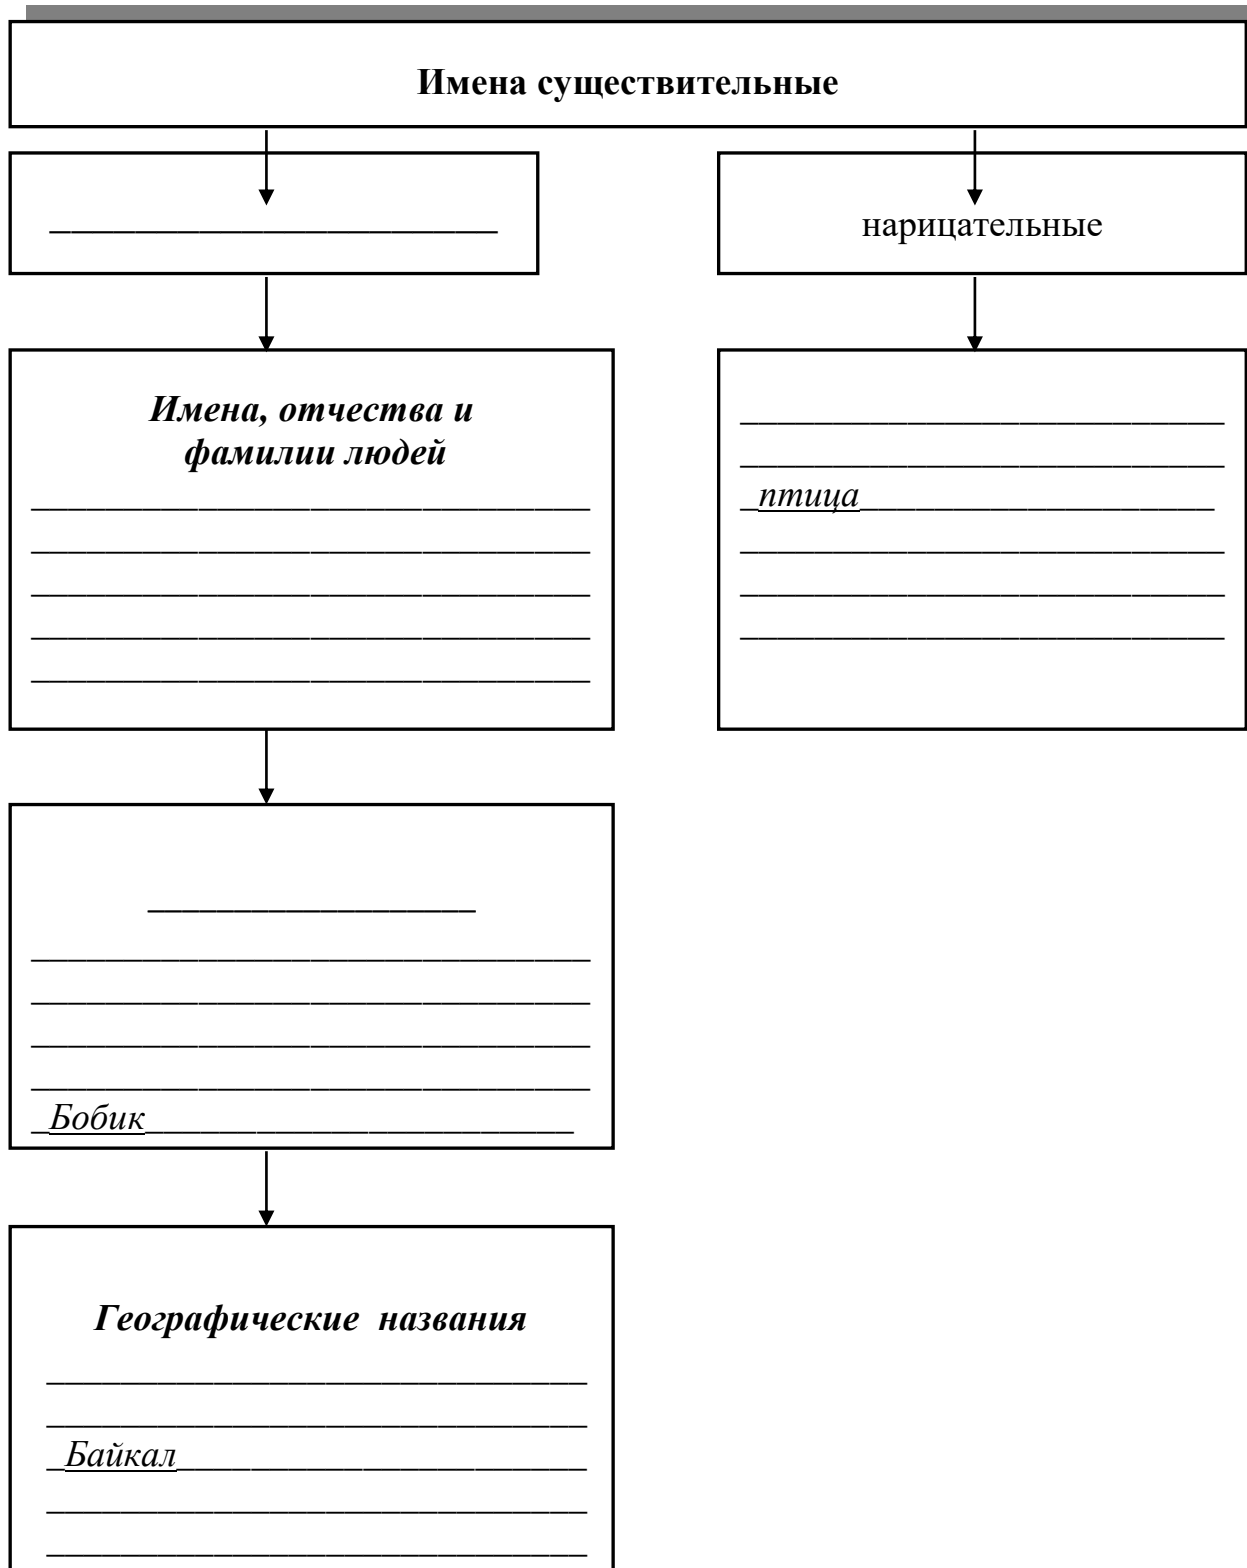 Имена существительные
нарицательные
Имена, отчества и
фамилии людей
птица
Бобик
Географические названия
Байкал